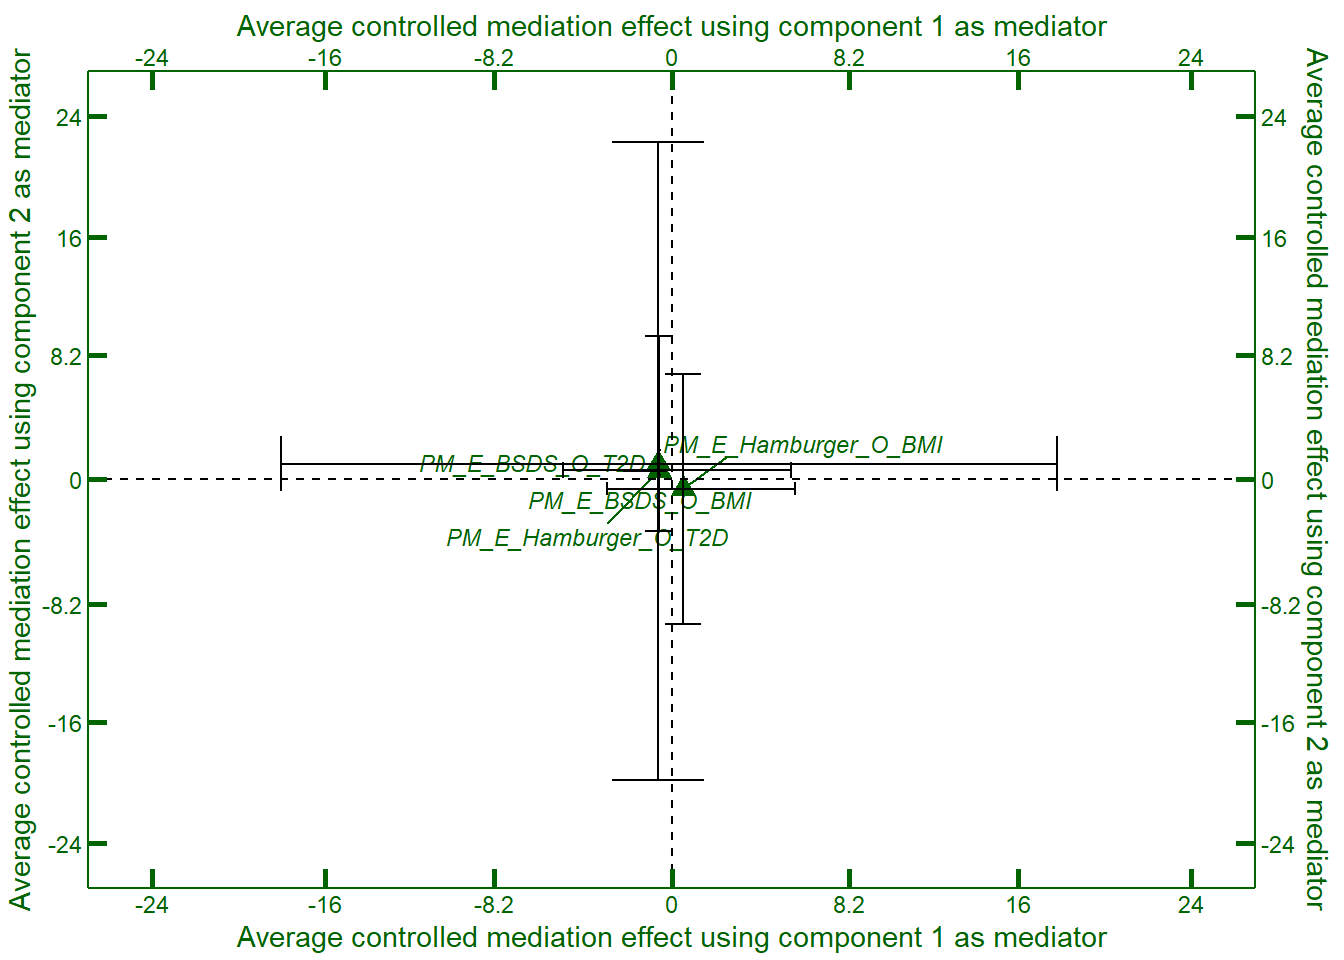 Average controlled mediation effect using component 1 as mediator
-24 -16 -8.2 0 8.2 16 24
Average controlled mediation effect using component 2 as mediator
24
16
8.2
0
-8.2
-16
-24
PM_E_Hamburger_O_BMI
PM_E_BSDS_O_T2D
PM_E_BSDS_O_BMI
PM_E_Hamburger_O_T2D
24
16
8.2
0
-8.2
-16
-24
Average controlled mediation effect using component 2 as mediator
-24 -16 -8.2 0 8.2 16 24
Average controlled mediation effect using component 1 as mediator